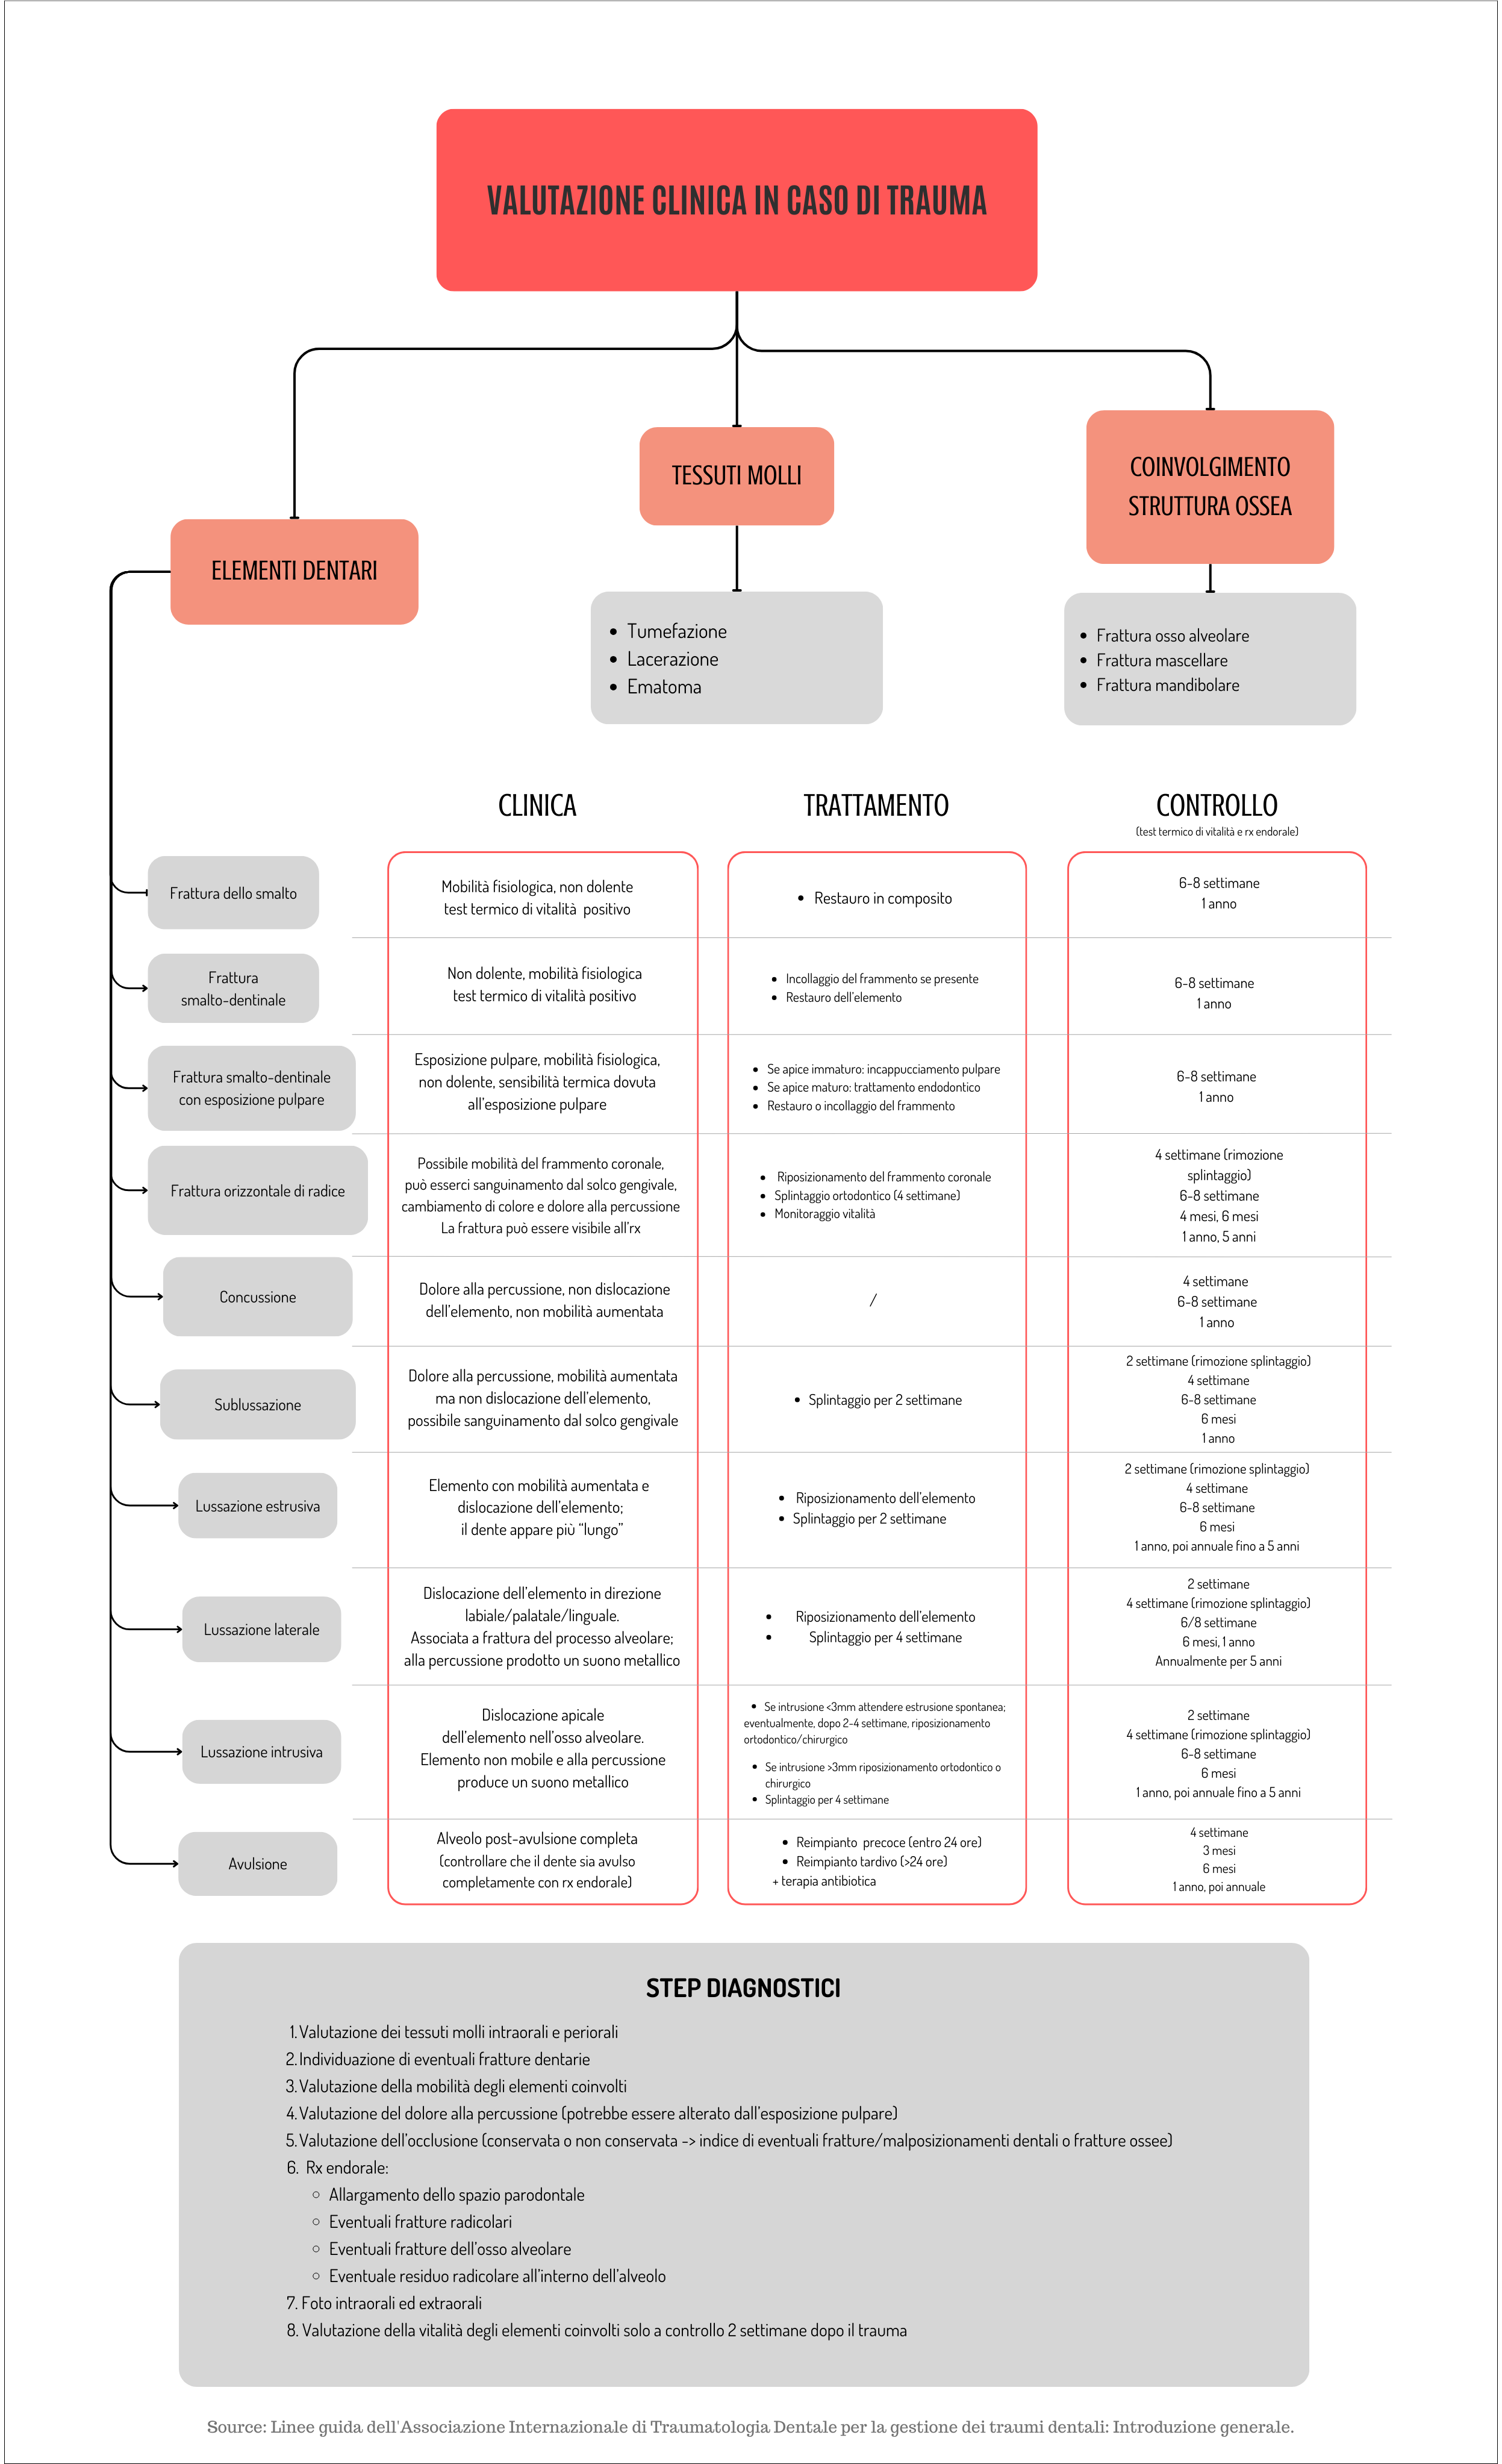 VALUTAZIONE CLINICA IN CASO DI TRAUMA
ELEMENTI DENTARI
TESSUTI MOLLI
COINVOLGIMENTO
STRUTTURA OSSEA
• Tumefazione
• Lacerazione
• Ematoma
• Frattura osso alveolare
• Frattura mascellare
• Frattura mandibolare
CLINICA
TRATTAMENTO
CONTROLLO
(test termico di vitalità e rx endorale)
Frattura dello smalto
Mobilità fisiologica, non dolente
test termico di vitalità positivo
• Restauro in composito
6-8 settimane
1 anno
Frattura
smalto-dentinale
Non dolente, mobilità fisiologica
test termico di vitalità positivo
• Incollaggio del frammento se presente
• Restauro dell'elemento
6-8 settimane
1 anno
Frattura smalto-dentinale
con esposizione pulpare
Esposizione pulpare, mobilità fisiologica,
non dolente, sensibilità termica dovuta
all'esposizione pulpare
• Se apice immaturo: incappucciamento pulpare
• Se apice maturo: trattamento endodontico
• Restauro o incollaggio del frammento
6-8 settimane
1 anno
Frattura orizzontale di radice
Possibile mobilità del frammento coronale,
può esserci sanguinamento dal solco gengivale,
cambiamento di colore e dolore alla percussione
La frattura può essere visibile all'rx
• Riposizionamento del frammento coronale
• Splintaggio ortodontico (4 settimane)
• Monitoraggio vitalità
4 settimane (rimozione
splintaggio)
6-8 settimane
4 mesi, 6 mesi
1 anno, 5 anni
Concussione
Dolore alla percussione, non dislocazione
dell'elemento, non mobilità aumentata
/
4 settimane
6-8 settimane
1 anno
Sublussazione
Dolore alla percussione, mobilità aumentata
ma non dislocazione dell'elemento,
possibile sanguinamento dal solco gengivale
• Splintaggio per 2 settimane
2 settimane (rimozione splintaggio)
4 settimane
6-8 settimane
6 mesi
1 anno
Lussazione estrusiva
Elemento con mobilità aumentata e
dislocazione dell'elemento;
il dente appare più “lungo”
• Riposizionamento dell'elemento
• Splintaggio per 2 settimane
2 settimane (rimozione splintaggio)
4 settimane
6-8 settimane
6 mesi
1 anno, poi annuale fino a 5 anni
Lussazione laterale
Dislocazione dell'elemento in direzione
labiale/palatale/linguale.
Associata a frattura del processo alveolare;
alla percussione prodotto un suono metallico
• Riposizionamento dell'elemento
• Splintaggio per 4 settimane
2 settimane
4 settimane (rimozione splintaggio)
6/8 settimane
6 mesi, 1 anno
Annualmente per 5 anni
Lussazione intrusiva
Dislocazione apicale
dell'elemento nell'osso alveolare.
Elemento non mobile e alla percussione
produce un suono metallico
• Se intrusione <3mm attendere estrusione spontanea;
eventualmente, dopo 2-4 settimane, riposizionamento
ortodontico/chirurgico
• Se intrusione >3mm riposizionamento ortodontico o
chirurgico
• Splintaggio per 4 settimane
2 settimane
4 settimane (rimozione splintaggio)
6-8 settimane
6 mesi
1 anno, poi annuale fino a 5 anni
Avulsione
Alveolo post-avulsione completa
(controllare che il dente sia avulso
completamente con rx endorale)
• Reimpianto precoce (entro 24 ore)
• Reimpianto tardivo (>24 ore)
+ terapia antibiotica
4 settimane
3 mesi
6 mesi
1 anno, poi annuale
STEP DIAGNOSTICI
1. Valutazione dei tessuti molli intraorali e periorali
2. Individuazione di eventuali fratture dentarie
3. Valutazione della mobilità degli elementi coinvolti
4. Valutazione del dolore alla percussione (potrebbe essere alterato dall'esposizione pulpare)
5. Valutazione dell'occlusione (conservata o non conservata -> indice di eventuali fratture/malposizionamenti dentali o fratture ossee)
6. Rx endorale:
○ Allargamento dello spazio parodontale
○ Eventuali fratture radicolari
○ Eventuali fratture dell'osso alveolare
○ Eventuale residuo radicolare all'interno dell'alveolo
7. Foto intraorali ed extraorali
8. Valutazione della vitalità degli elementi coinvolti solo a controllo 2 settimane dopo il trauma
Source: Linee guida dell'Associazione Internazionale di Traumatologia Dentale per la gestione dei traumi dentali: Introduzione generale.